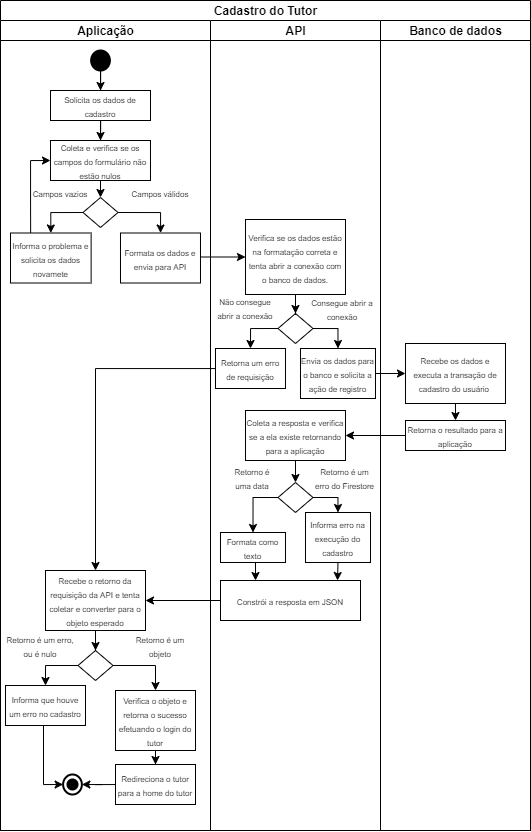 Cadastro do Tutor
Aplicação
API
Banco de dados
Solicita os dados de
cadastro
Coleta e verifica se os
campos do formulário não
estão nulos
Campos vazios
Campos válidos
Informa o problema e
solicita os dados
novamete
Formata os dados e
envia para API
Verifica se os dados estão
na formatação correta e
tenta abrir a conexão com
o banco de dados.
Não consegue
abrir a conexão
Consegue abrir a
conexão
Retorna um erro
de requisição
Envia os dados para
o banco e solicita a
ação de registro
Recebe os dados e
executa a transação de
cadastro do usuário
Retorna o resultado para a
aplicação
Coleta a resposta e verifica
se a ela existe retornando
para a aplicação
Retorno é
uma data
Retorno é um
erro do Firestore
Formata como
texto
Informa erro na
execução do
cadastro
Constrói a resposta em JSON
Recebe o retorno da
requisição da API e tenta
coletar e converter para o
objeto esperado
Retorno é um erro,
ou é nulo
Retorno é um
objeto
Informa que houve
um erro no cadastro
Verifica o objeto e
retorna o sucesso
efetuando o login do
tutor
Redireciona o tutor
para a home do tutor